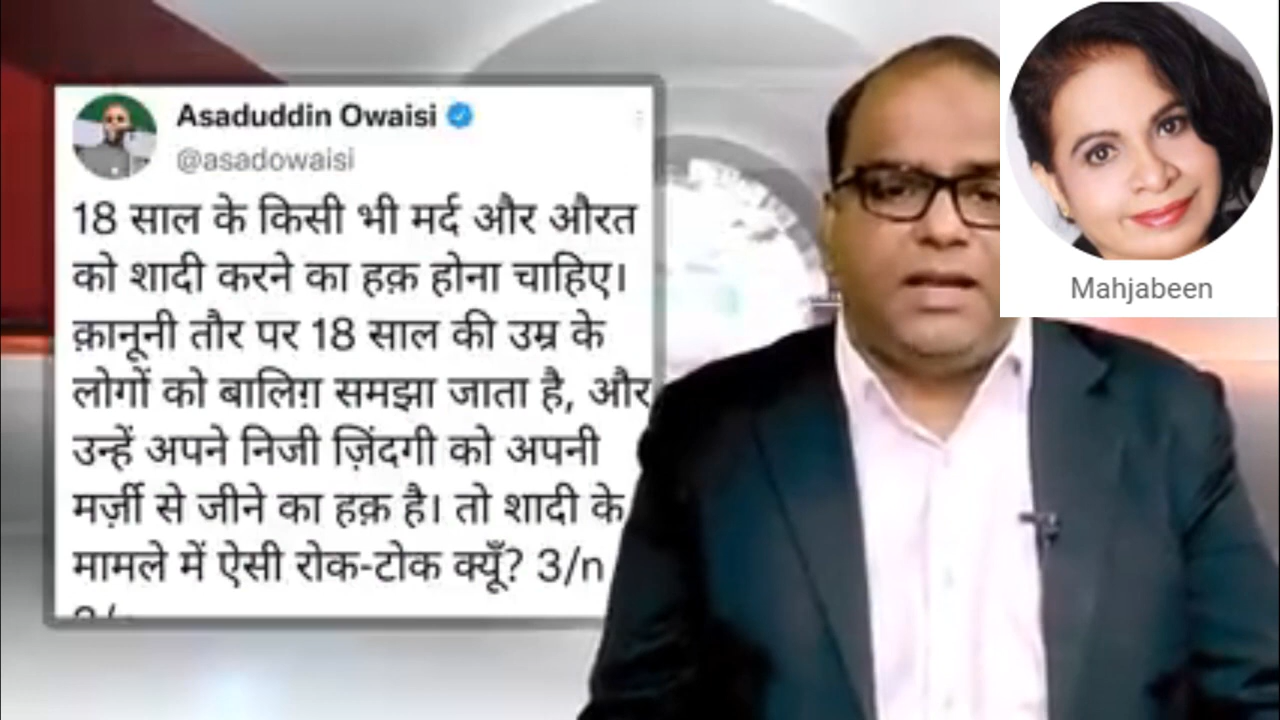 Asaduddin Owaisi
@asadowaisi
18 साल के किसी भी मर्द और औरत
को शादी करने का हक़ होना चाहिए।
क़ानूनी तौर पर 18 साल की उम्र के
लोगों को बालिग़ समझा जाता है, और
उन्हें अपने निजी ज़िंदगी को अपनी
मर्ज़ी से जीने का हक़ है। तो शादी के
मामले में ऐसी रोक-टोक क्यूँ? 3/n
Mahjabeen